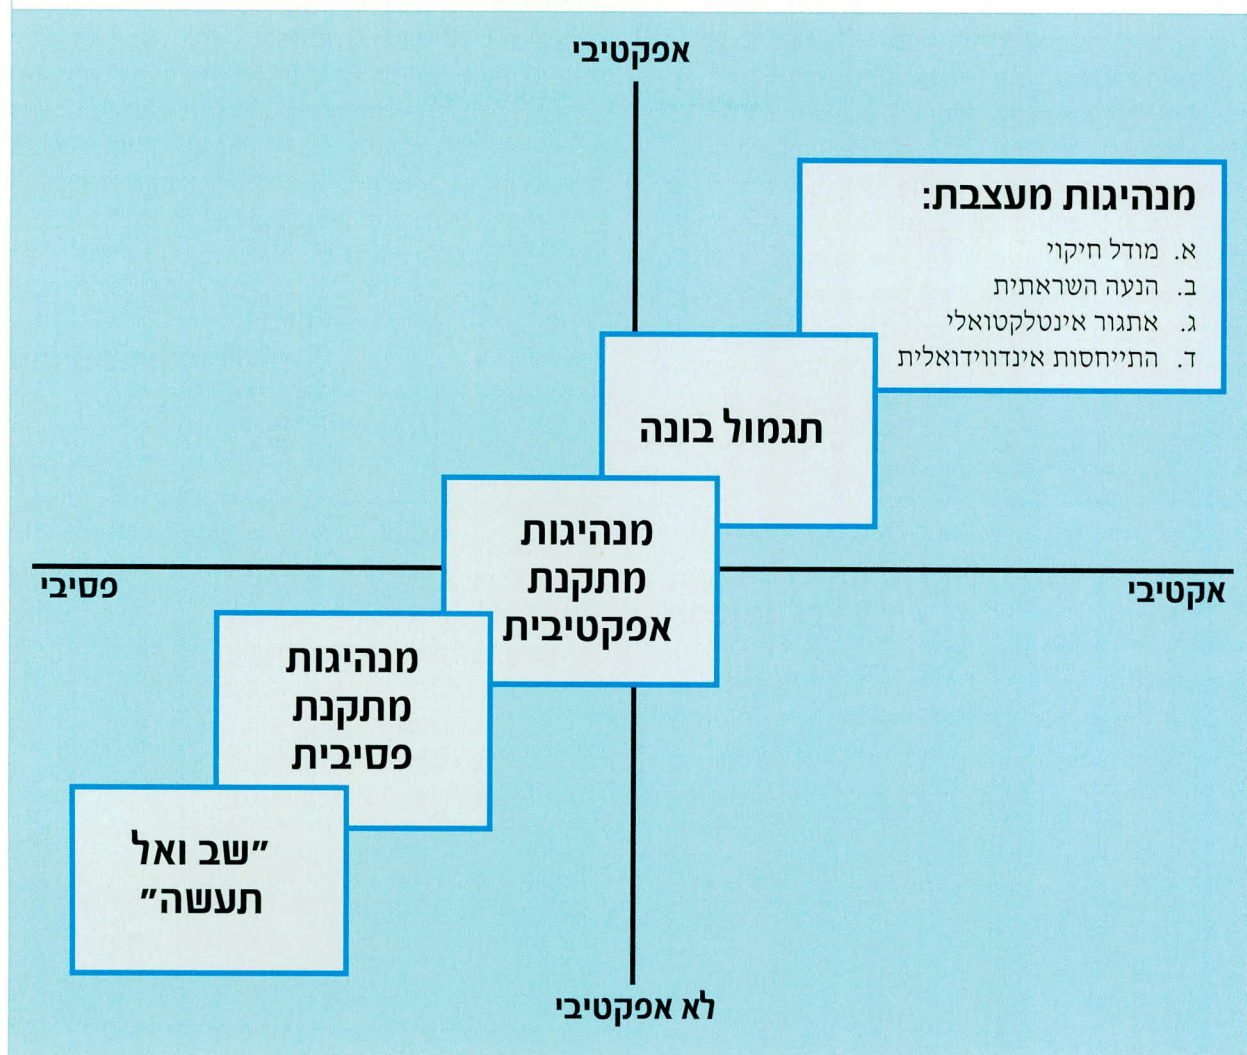 אפקטיבי
מנהיגות מעצבת:
א. מודל חיקוי
ב. הנעה השראתית
ג. אתגור אינטלקטואלי
ד. התייחסות אינדווידואלית
תגמול בונה
מנהיגות
מתקנת
אפקטיבית
פסיבי
אקטיבי
מנהיגות
מתקנת
פסיבית
״שב ואל
תעשה״
לא אפקטיבי